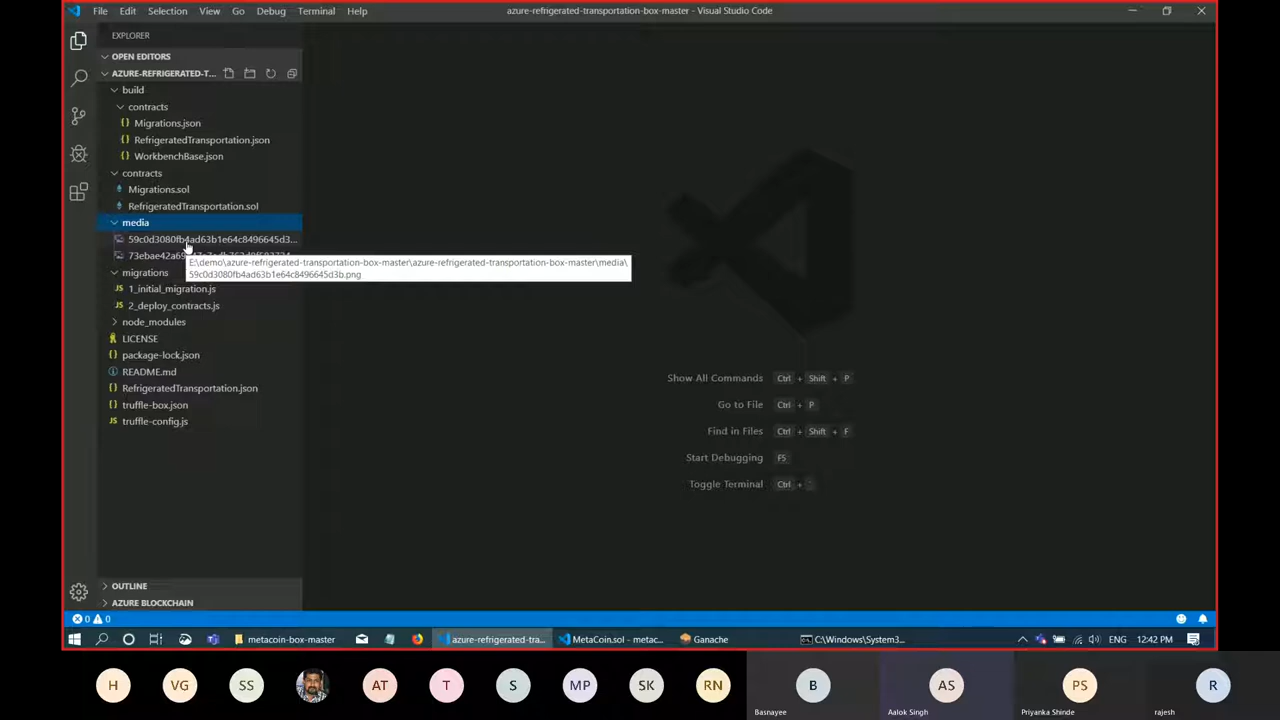 File Edit Selection View Go Debug Terminal Help
azure-refrigerated-transportation-box-master - Visual Studio Code
EXPLORER
OPEN EDITORS
AZURE-REFRIGERATED-T...
build
contracts
{} Migrations.json
{} RefrigeratedTransportation.json
{} WorkbenchBase.json
contracts
Migrations.sol
RefrigeratedTransportation.sol
media
59c0d3080fb4ad63b1e64c8496645d3...
E:\demo\azure-refrigerated-transportation-box-master\azure-refrigerated-transportation-box-master\media\
59c0d3080fb4ad63b1e64c8496645d3b.png
migrations
JS 1_initial_migration.js
JS 2_deploy_contracts.js
node_modules
LICENSE
{} package-lock.json
README.md
{} RefrigeratedTransportation.json
{} truffle-box.json
JS truffle-config.js
Show All Commands Ctrl + Shift + P
Go to File Ctrl + P
Find in Files Ctrl + Shift + F
Start Debugging F5
Toggle Terminal Ctrl + `
OUTLINE
AZURE BLOCKCHAIN
0 0
metacoin-box-master
azure-refrigerated-tra...
MetaCoin.sol - metac...
Ganache
C:\Windows\System3...
ENG 12:42 PM
H VG SS AT T S MP SK RN B AS PS R
Basnayee Aalok Singh Priyanka Shinde rajesh